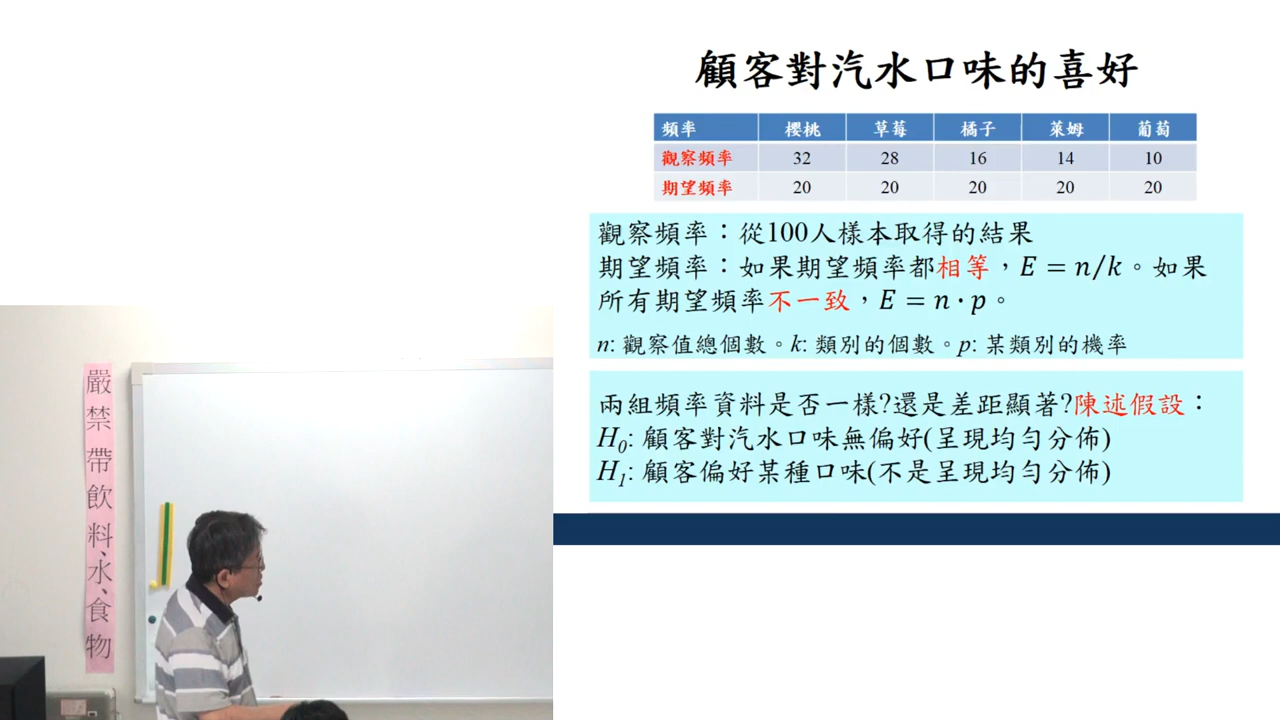 顧客對汽水口味的喜好
頻率 櫻桃 草莓 橘子 萊姆 葡萄
觀察頻率 32 28 16 14 10
期望頻率 20 20 20 20 20
觀察頻率：從100人樣本取得的結果
期望頻率：如果期望頻率都相等，E = n/k。如果
所有期望頻率不一致，E = n · p。
n: 觀察值總個數。k: 類別的個數。p: 某類別的機率
兩組頻率資料是否一樣?還是差距顯著?陳述假設：
H0: 顧客對汽水口味無偏好(呈現均勻分佈)
H1: 顧客偏好某種口味(不是呈現均勻分佈)
嚴禁帶飲料、水、食物